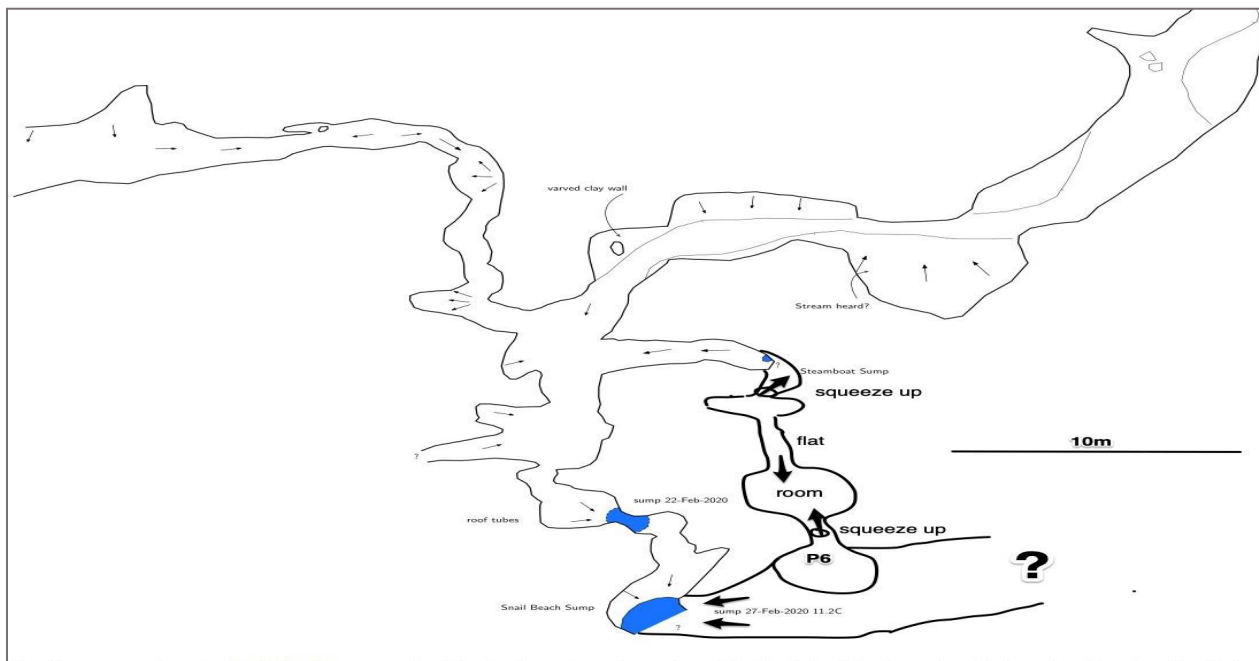 varved clay wall
Stream heard?
?
Steamboat Sump
squeeze up
flat
10m
?
room
sump 22-Feb-2020
roof tubes
squeeze up
P6
?
Snail Beach Sump
sump 27-Feb-2020 11.2C
?